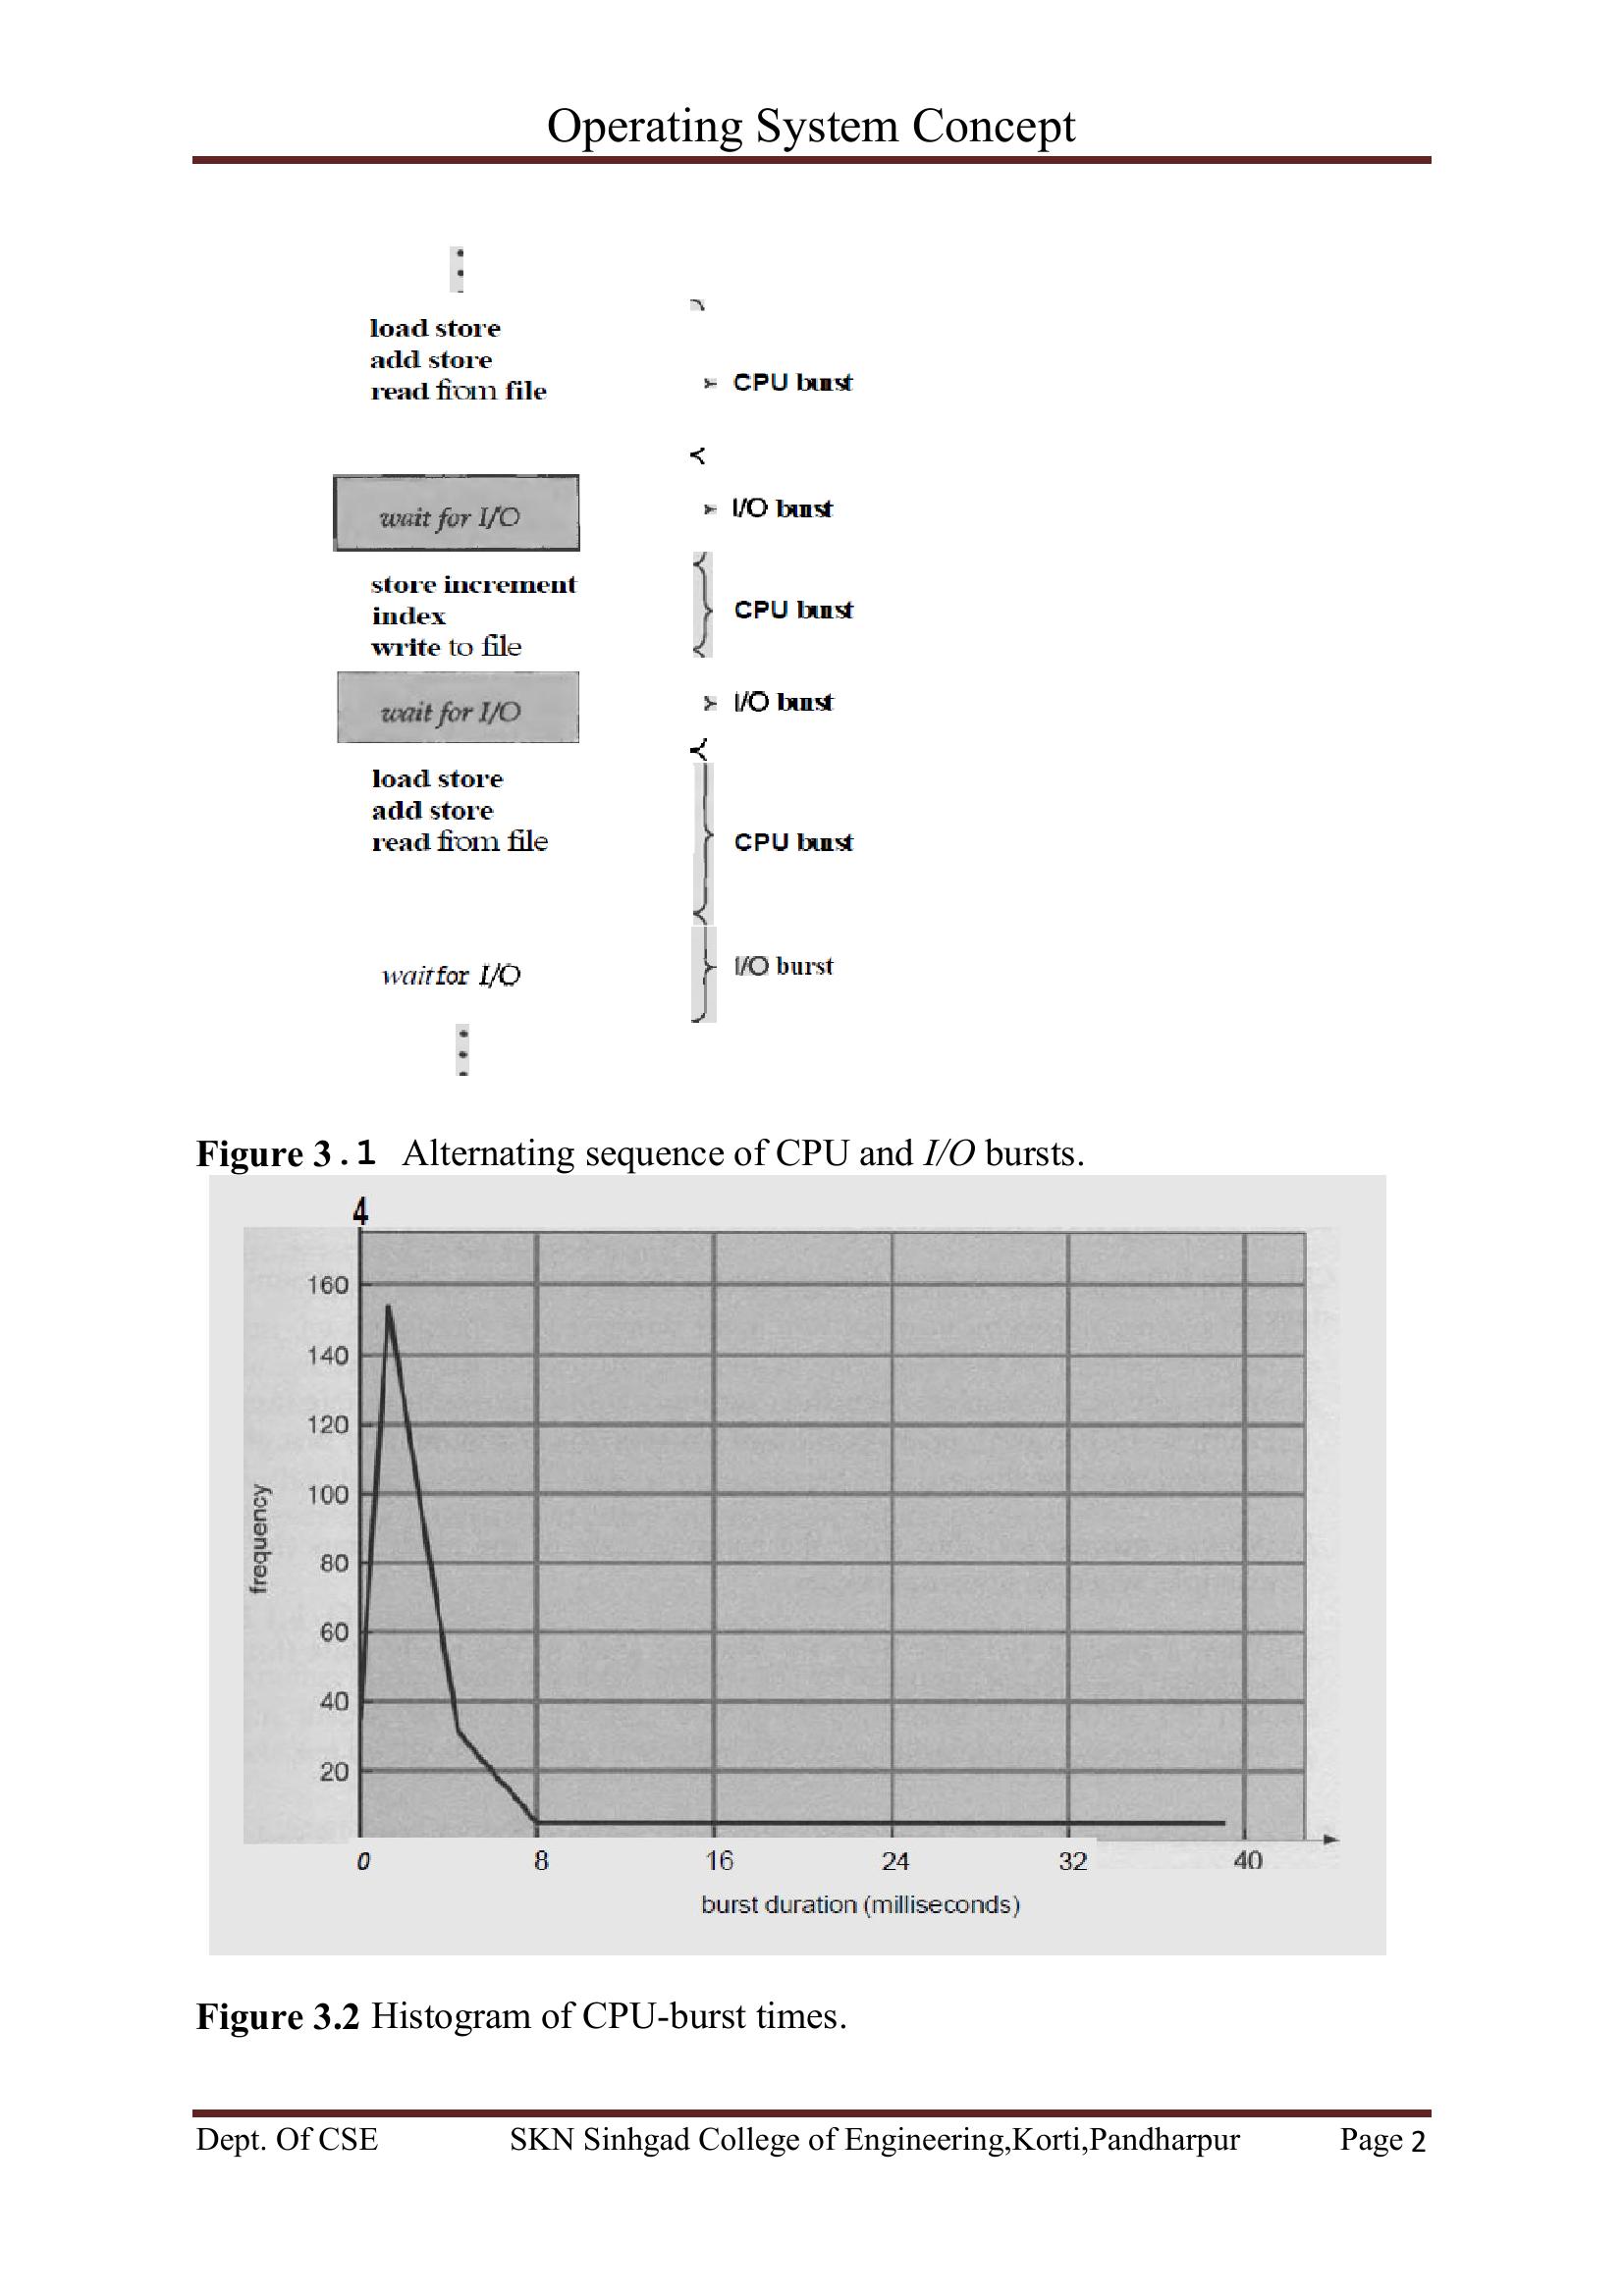 Operating System Concept
load store
add store
read from file
CPU burst
wait for I/O
I/O burst
store increment
index
write to file
CPU burst
wait for I/O
I/O burst
load store
add store
read from file
CPU burst
wait for I/O
I/O burst
Figure 3.1 Alternating sequence of CPU and I/O bursts.
4
160
140
120
100
80
60
40
20
frequency
0 8 16 24 32 40
burst duration (milliseconds)
Figure 3.2 Histogram of CPU-burst times.
Dept. Of CSE SKN Sinhgad College of Engineering,Korti,Pandharpur Page 2